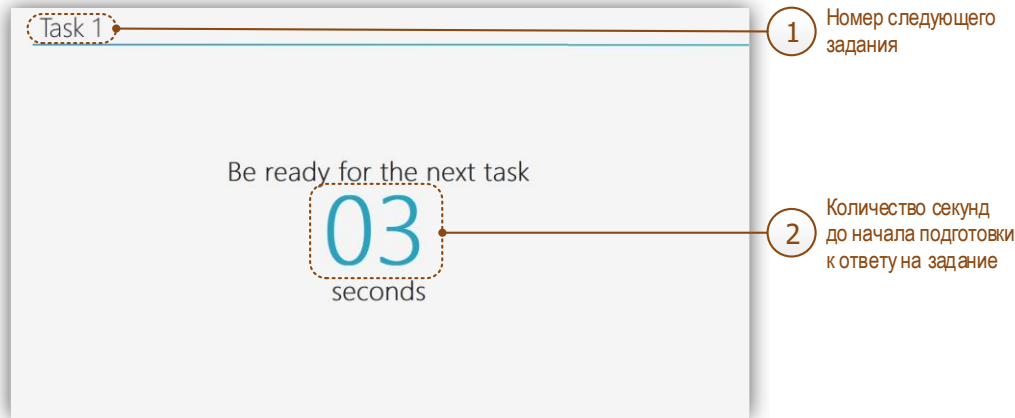 Task 1
1
Номер следующего
задания
Be ready for the next task
03
seconds
2
Количество секунд
до начала подготовки
к ответу на задание